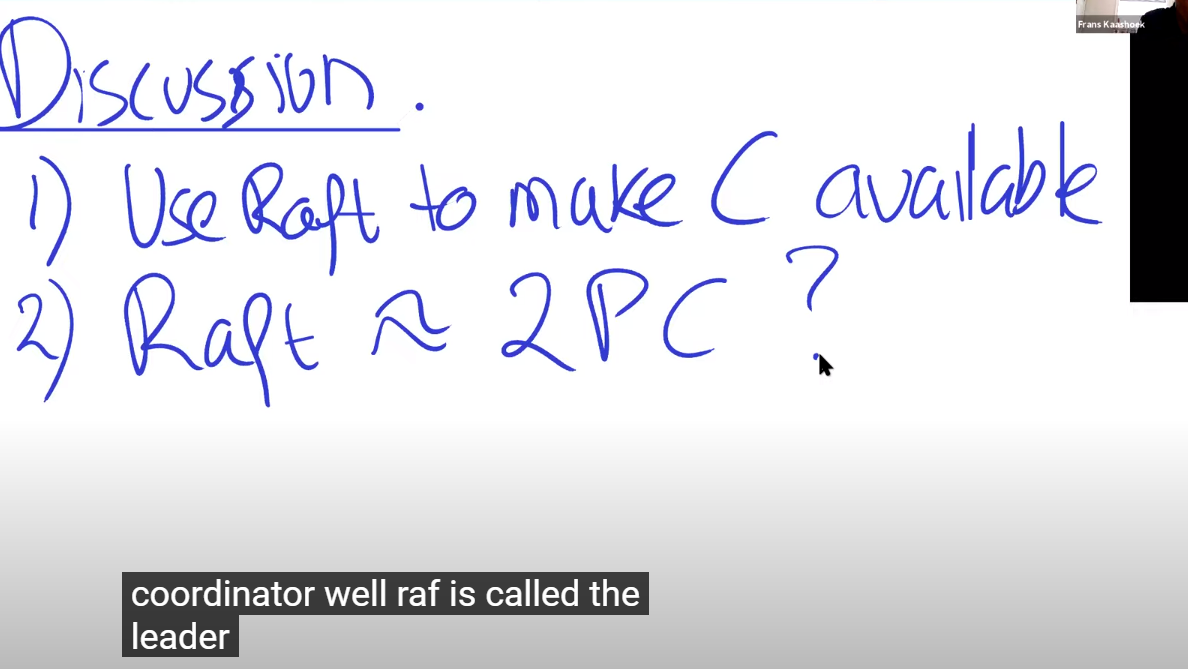 Frans Kaashoek
Discussion.
1) Use Raft to make C available
2) Raft ≈ 2PC ?
coordinator well raf is called the
leader